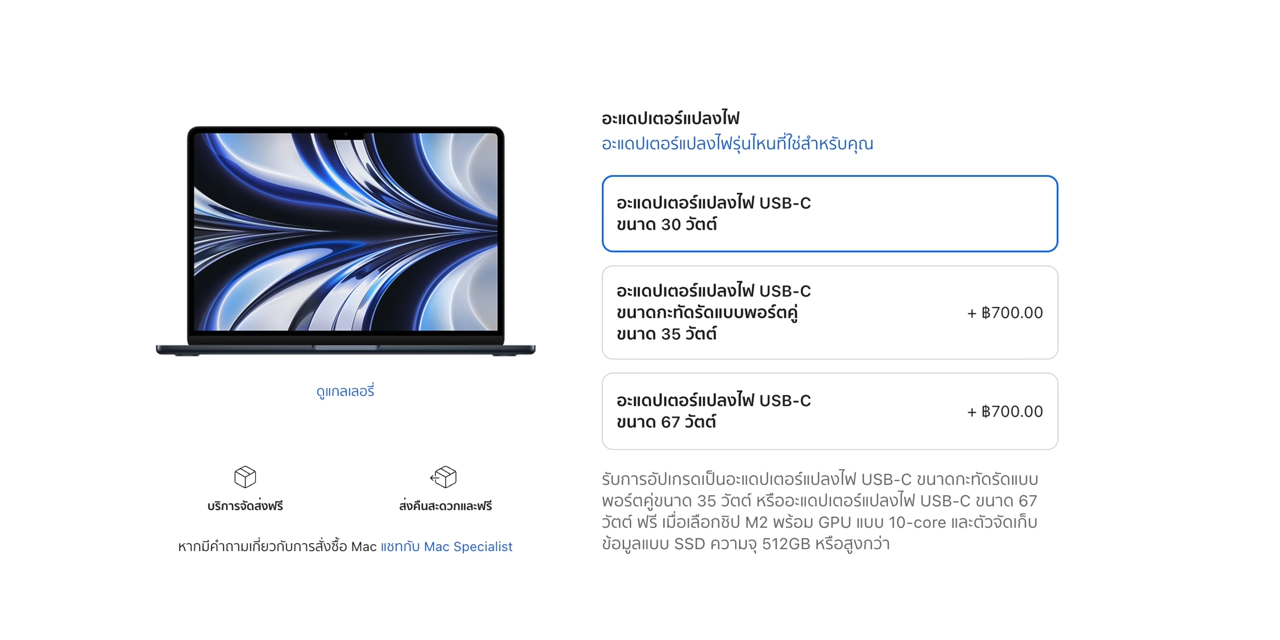 ดูแกลเลอรี่
บริการจัดส่งฟรี
ส่งคืนสะดวกและฟรี
หากมีคำถามเกี่ยวกับการสั่งซื้อ Mac แชทกับ Mac Specialist
อะแดปเตอร์แปลงไฟ
อะแดปเตอร์แปลงไฟรุ่นไหนที่ใช่สำหรับคุณ
อะแดปเตอร์แปลงไฟ USB-C
ขนาด 30 วัตต์
อะแดปเตอร์แปลงไฟ USB-C
ขนาดกะทัดรัดแบบพอร์ตคู่
ขนาด 35 วัตต์
+ ฿700.00
อะแดปเตอร์แปลงไฟ USB-C
ขนาด 67 วัตต์
+ ฿700.00
รับการอัปเกรดเป็นอะแดปเตอร์แปลงไฟ USB-C ขนาดกะทัดรัดแบบ
พอร์ตคู่ขนาด 35 วัตต์ หรืออะแดปเตอร์แปลงไฟ USB-C ขนาด 67
วัตต์ ฟรี เมื่อเลือกชิป M2 พร้อม GPU แบบ 10-core และตัวจัดเก็บ
ข้อมูลแบบ SSD ความจุ 512GB หรือสูงกว่า